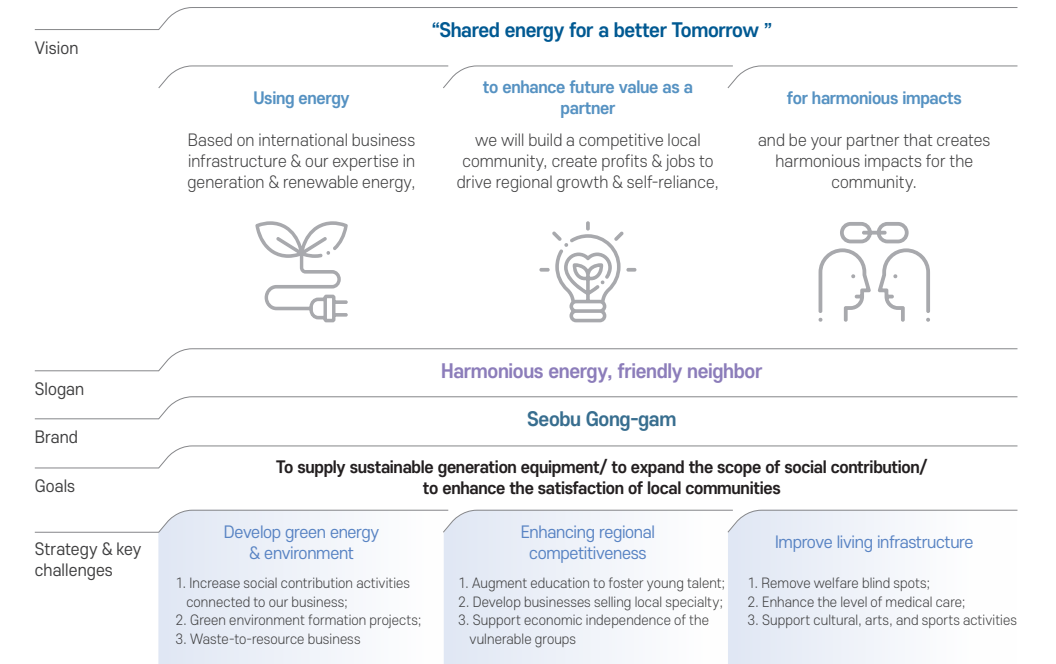 Vision
“Shared energy for a better Tomorrow ”
Using energy
Based on international business
infrastructure & our expertise in
generation & renewable energy,
to enhance future value as a
partner
we will build a competitive local
community, create profits & jobs to
drive regional growth & self-reliance,
for harmonious impacts
and be your partner that creates
harmonious impacts for the
community.
Slogan
Harmonious energy, friendly neighbor
Brand
Seobu Gong-gam
Goals
To supply sustainable generation equipment/ to expand the scope of social contribution/
to enhance the satisfaction of local communities
Strategy & key
challenges
Develop green energy
& environment
1. Increase social contribution activities
connected to our business;
2. Green environment formation projects;
3. Waste-to-resource business
Enhancing regional
competitiveness
1. Augment education to foster young talent;
2. Develop businesses selling local specialty;
3. Support economic independence of the
vulnerable groups
Improve living infrastructure
1. Remove welfare blind spots;
2. Enhance the level of medical care;
3. Support cultural, arts, and sports activities